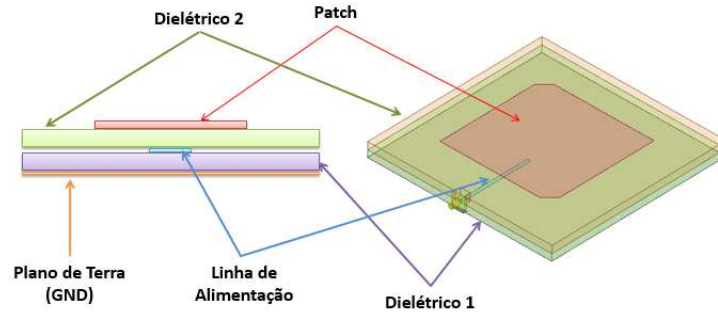 Dielétrico 2
Patch
Plano de Terra
(GND)
Linha de
Alimentação
Dielétrico 1